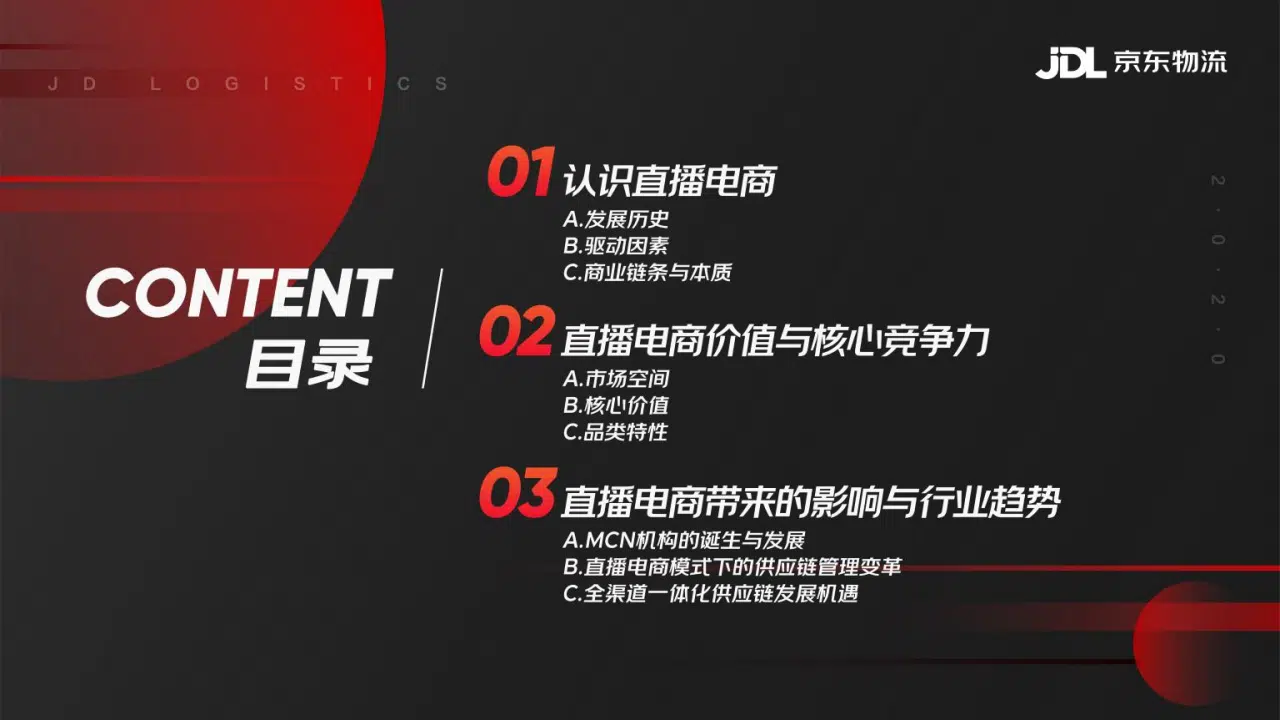 JD LOGISTICS
JDL 京东物流
2.0.2.0
CONTENT
目录
01 认识直播电商
A.发展历史
B.驱动因素
C.商业链条与本质
02 直播电商价值与核心竞争力
A.市场空间
B.核心价值
C.品类特性
03 直播电商带来的影响与行业趋势
A.MCN机构的诞生与发展
B.直播电商模式下的供应链管理变革
C.全渠道一体化供应链发展机遇